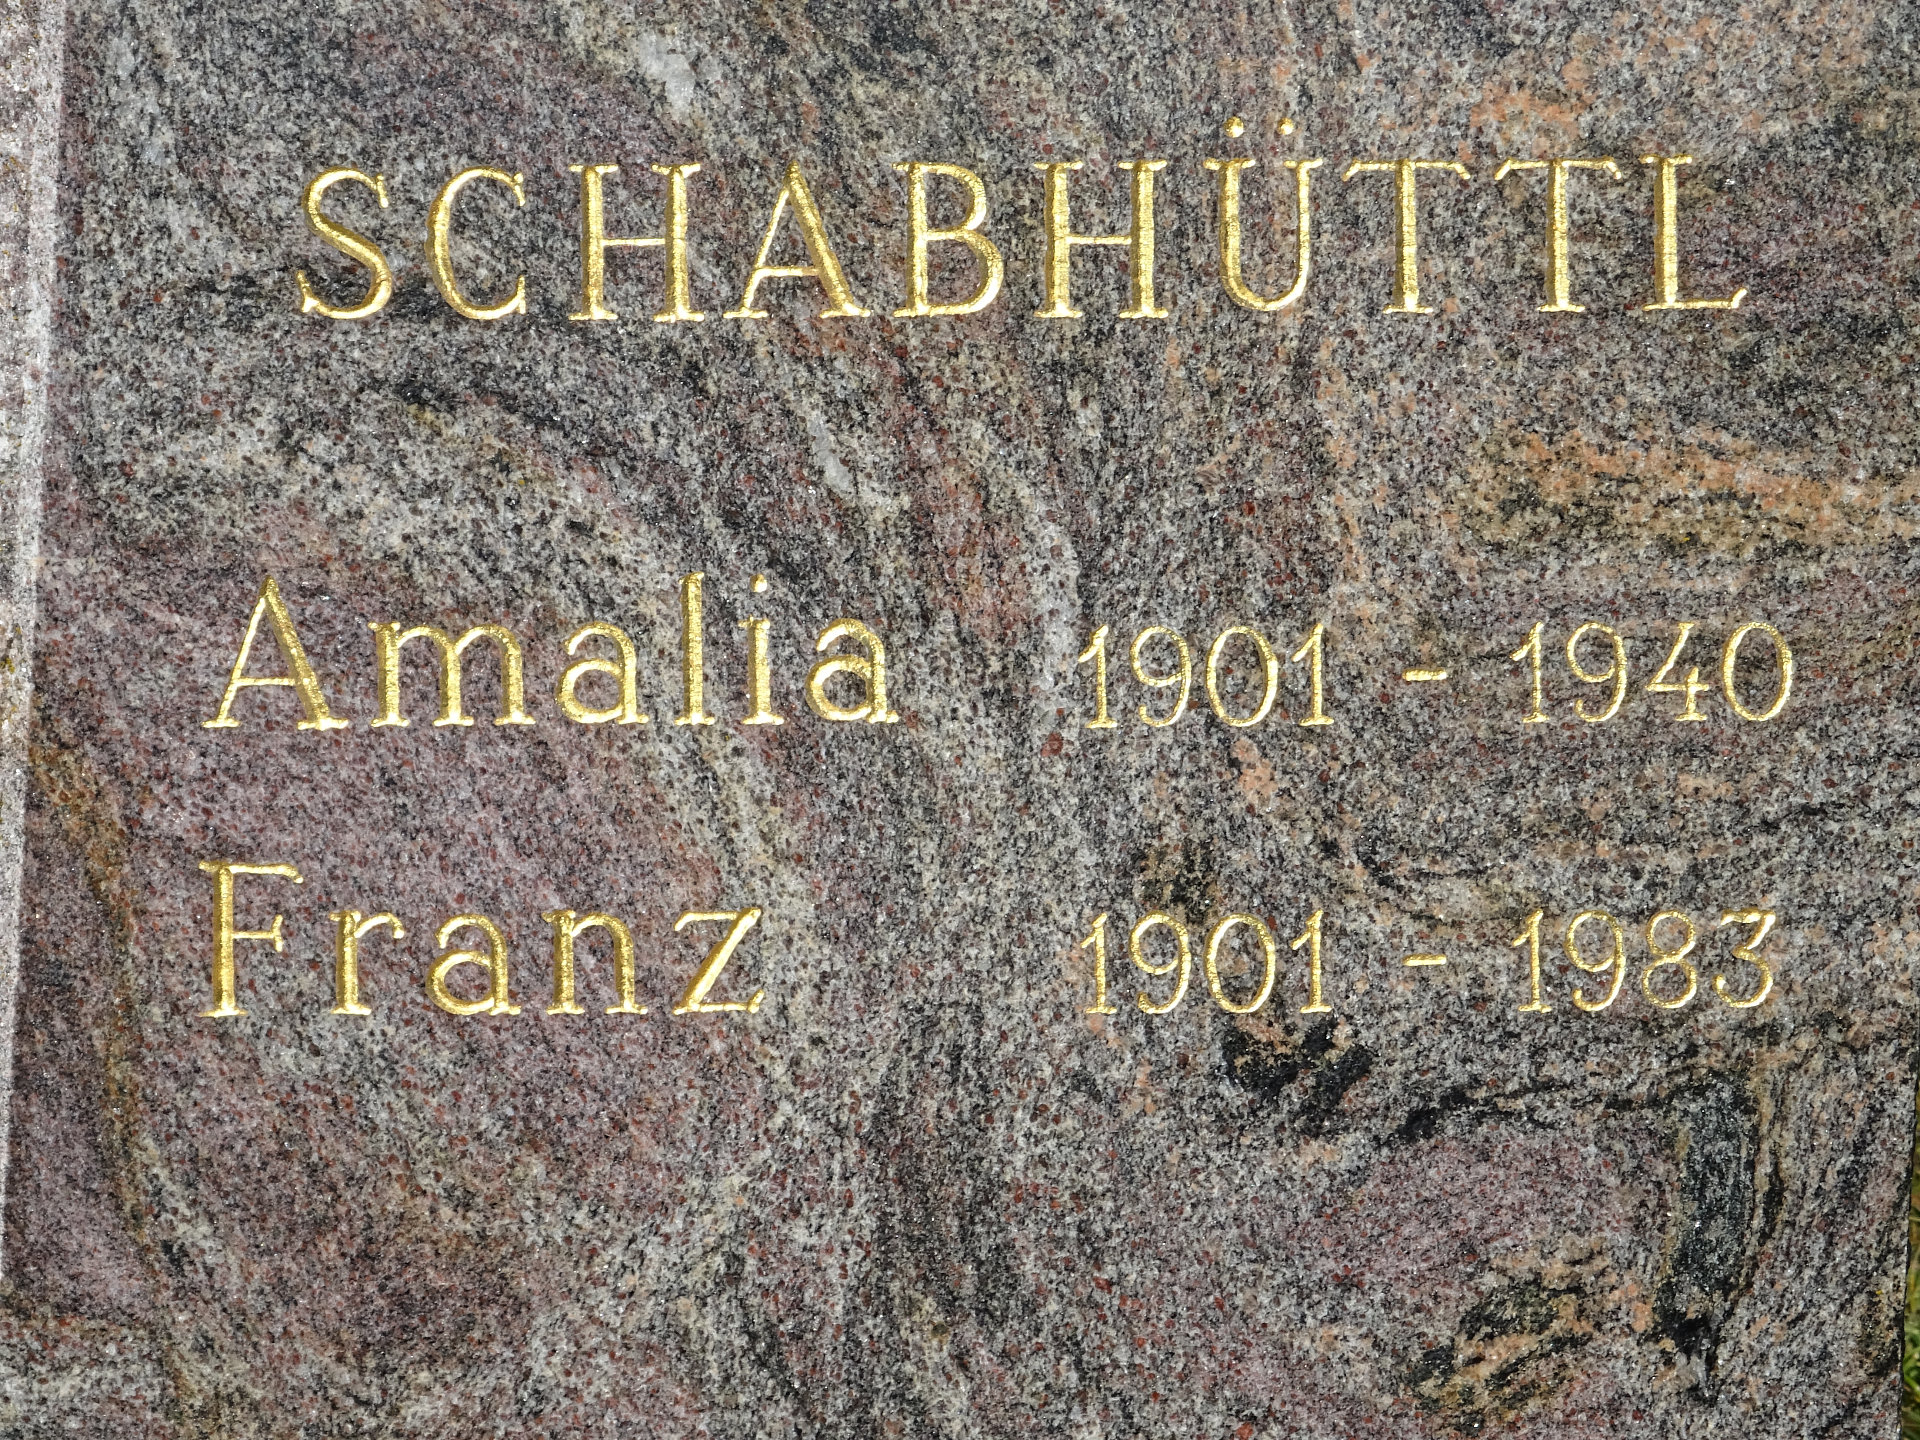 SCHABHÜTTL
Amalia 1901 - 1940
Franz 1901 - 1983